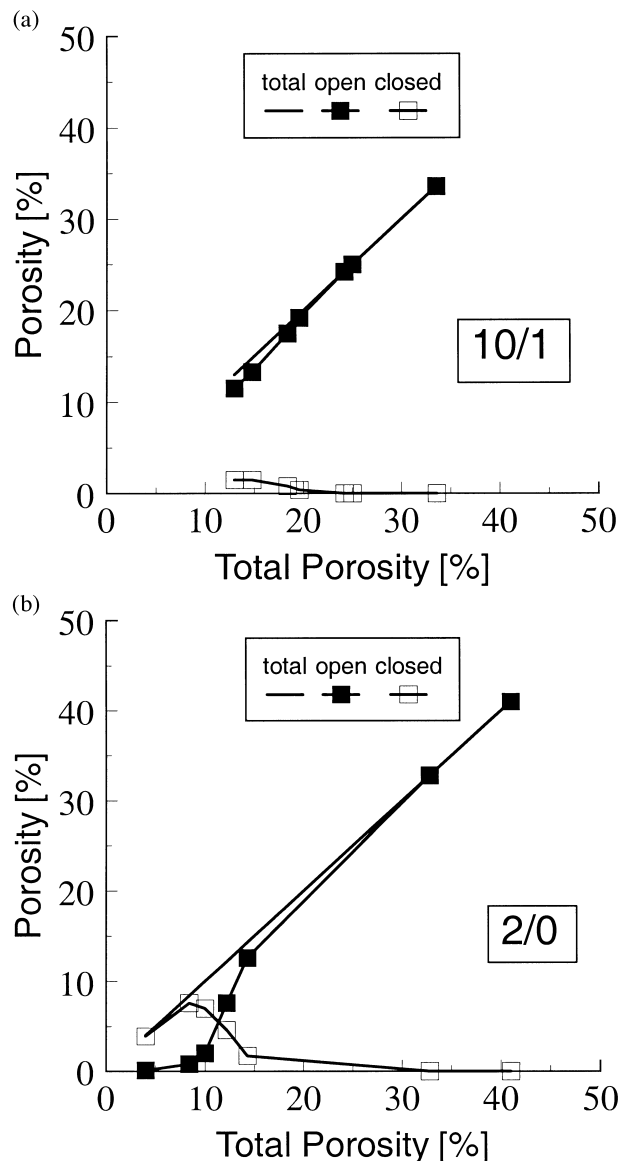 (a)
50
40
30
20
10
0
Porosity [%]
total open closed
10/1
10 20 30 40 50
Total Porosity [%]
(b)
50
40
30
20
10
0
Porosity [%]
total open closed
2/0
0 10 20 30 40 50
Total Porosity [%]